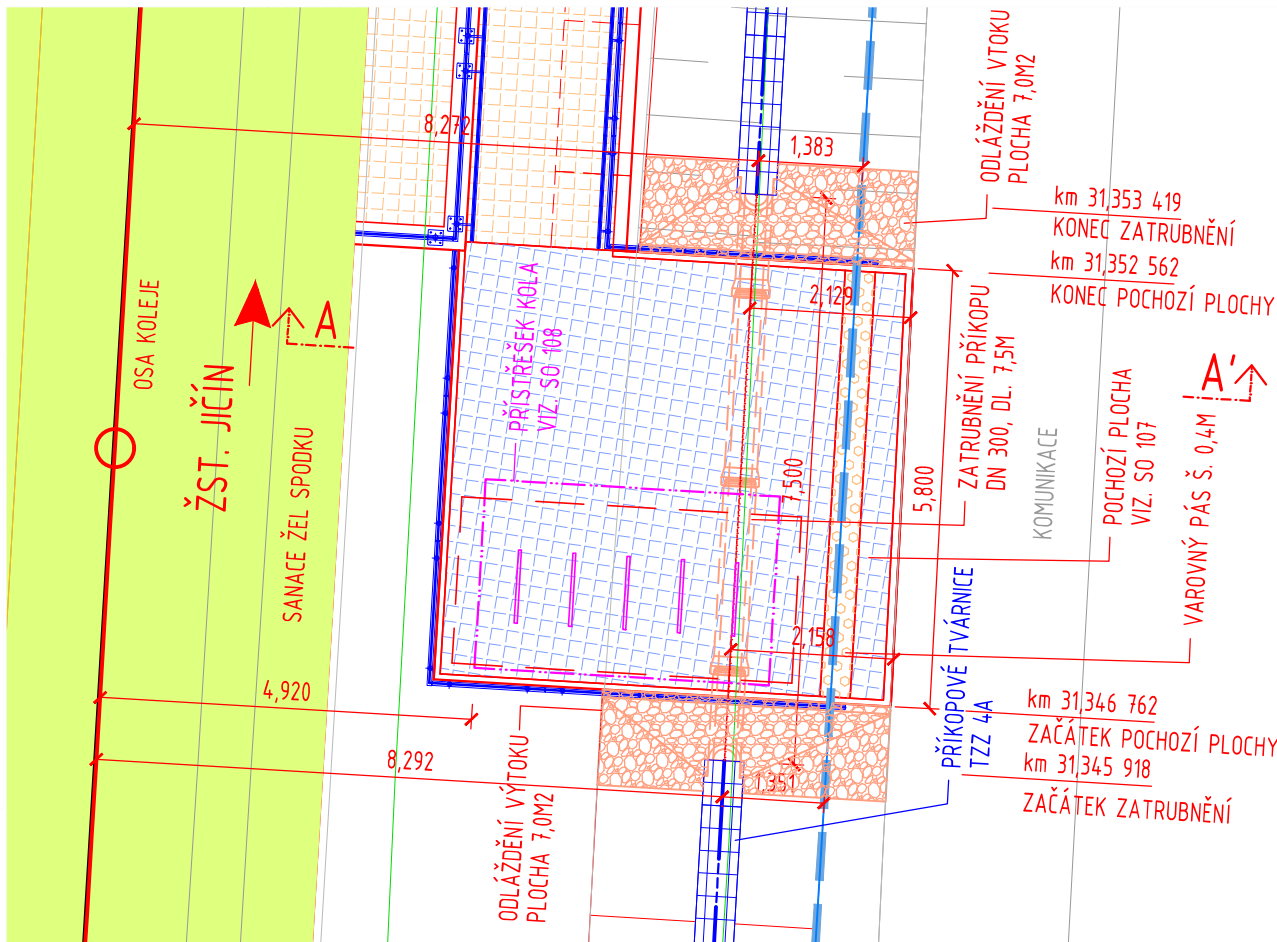 ODLÁŽDĚNÍ VTOKU
PLOCHA 7,0M2
8,272
1,383
km 31,353 419
KONEC ZATRUBNĚNÍ
km 31,352 562
KONEC POCHOZÍ PLOCHY
OSA KOLEJE
ŽST. JIČÍN
A
SANACE ŽEL SPODKU
PŘÍSTŘEŠEK KOLA
VIZ. SO 108
2,129
ZATRUBNĚNÍ PŘÍKOPU
DN 300, DL. 7,5M
7,500
5,800
KOMUNIKACE
POCHOZÍ PLOCHA
VIZ. SO 107
A'
VAROVNÝ PÁS Š. 0,4M
2,158
4,920
8,292
1,351
ODLÁŽDĚNÍ VÝTOKU
PLOCHA 7,0M2
PŘÍKOPOVÉ TVÁRNICE
TZZ 4A
km 31,346 762
ZAČÁTEK POCHOZÍ PLOCHY
km 31,345 918
ZAČÁTEK ZATRUBNĚNÍ